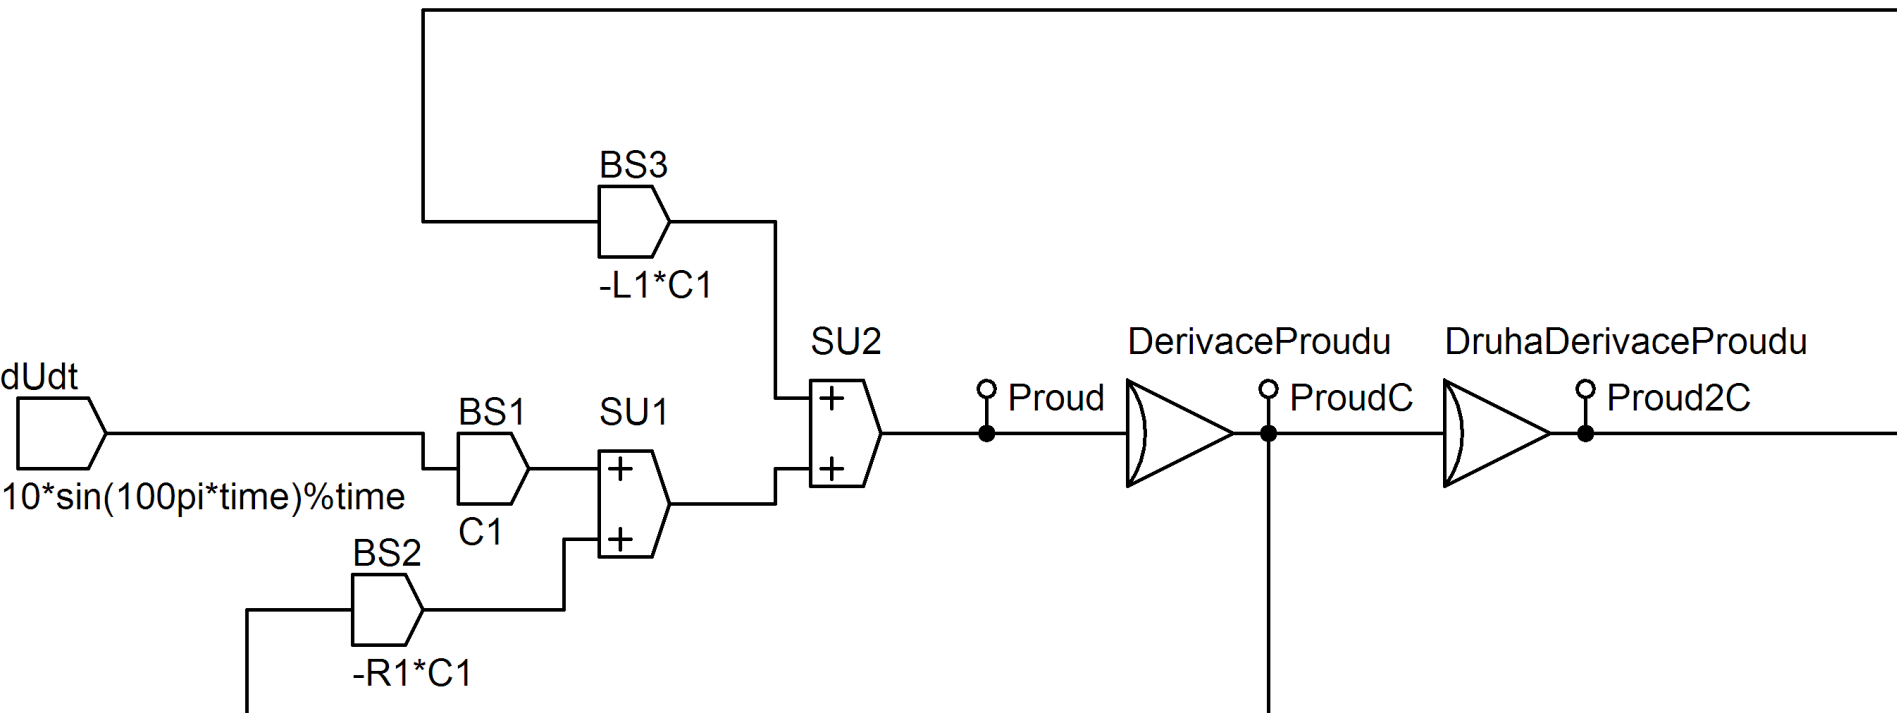 BS3
-L1*C1
SU2
DerivaceProudu
DruhaDerivaceProudu
dUdt
+
Proud
ProudC
Proud2C
BS1
SU1
+
+
10*sin(100pi*time)%time
C1
+
BS2
-R1*C1